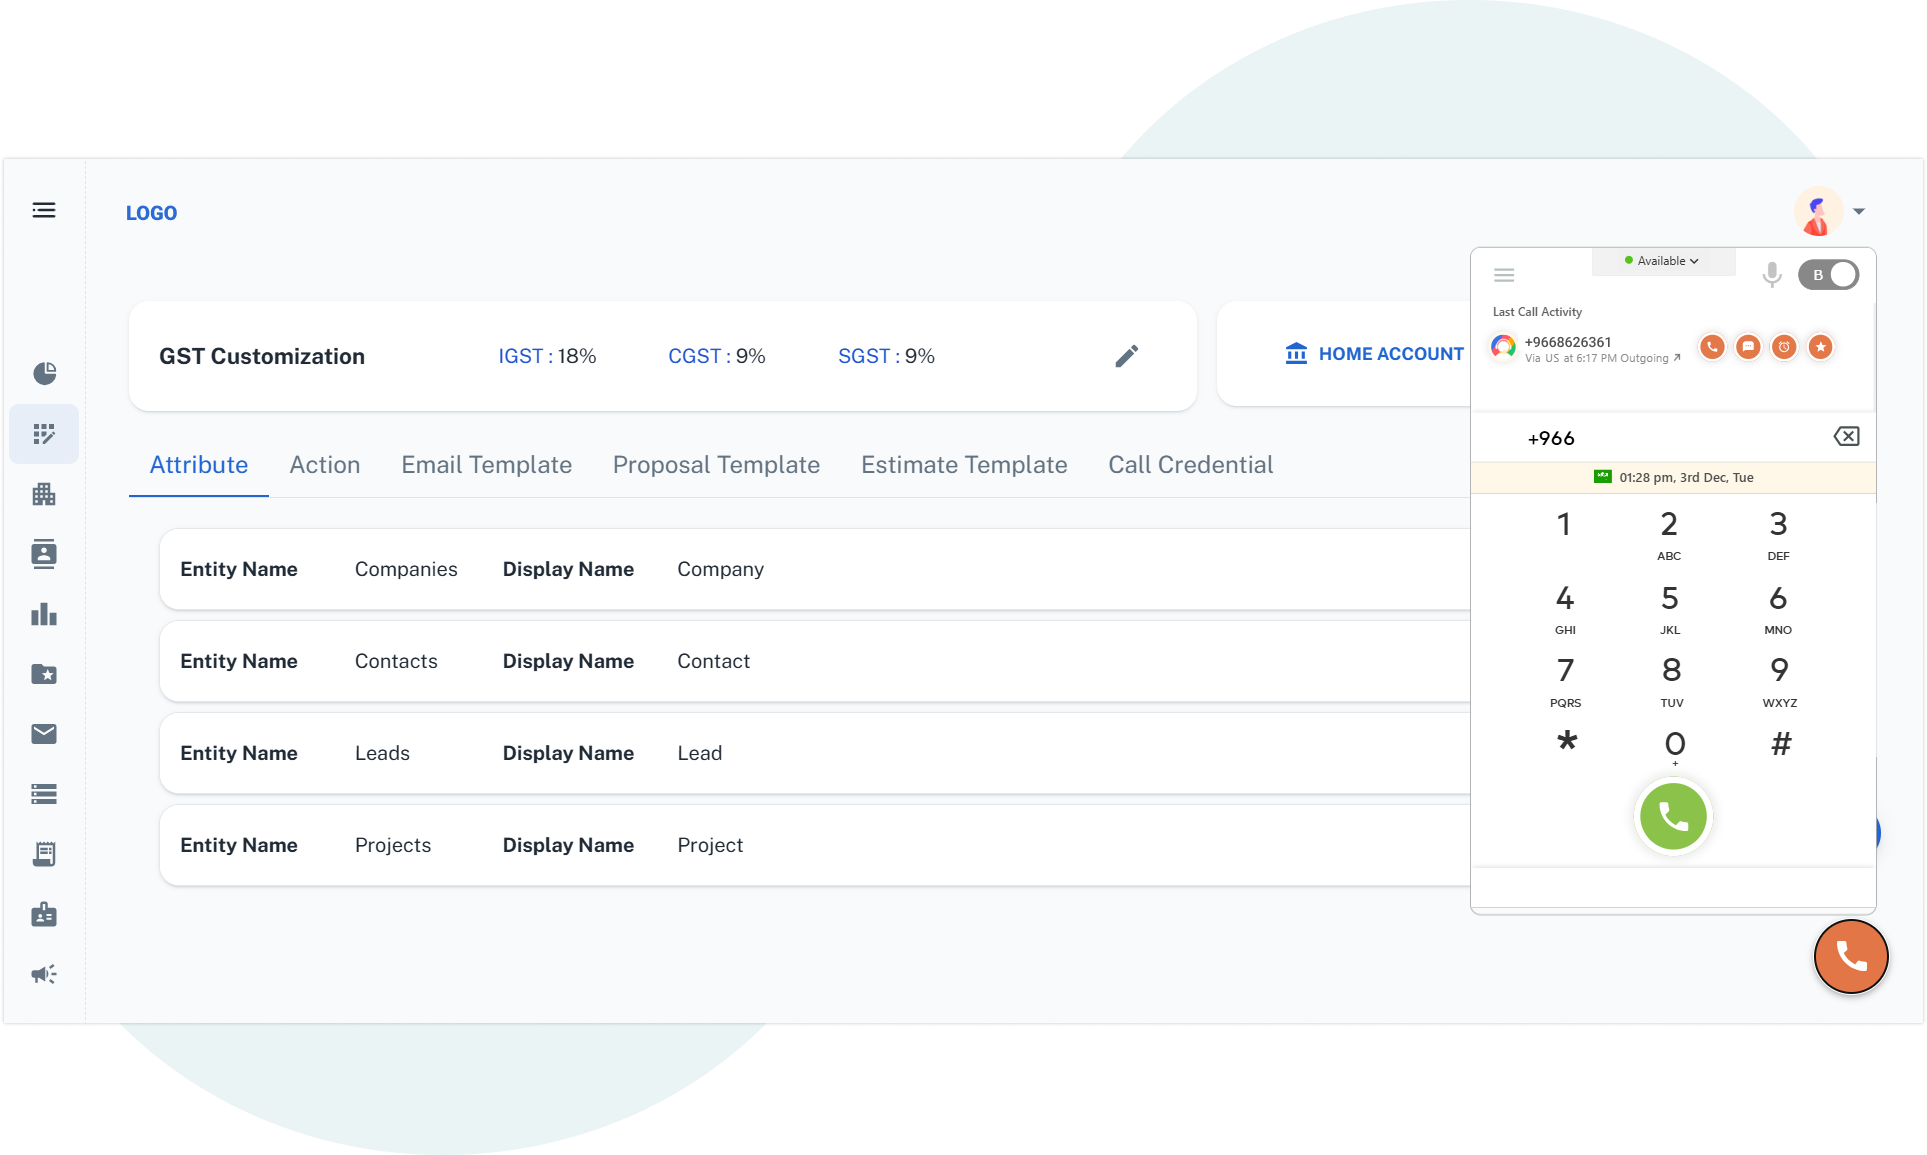 LOGO
GST Customization IGST : 18% CGST : 9% SGST : 9%
HOME ACCOUNT
Attribute Action Email Template Proposal Template Estimate Template Call Credential
Entity Name Companies Display Name Company
Entity Name Contacts Display Name Contact
Entity Name Leads Display Name Lead
Entity Name Projects Display Name Project
Available
B
Last Call Activity
+9668626361
Via US at 6:17 PM Outgoing
+966
01:28 pm, 3rd Dec, Tue
1 2 3
ABC DEF
4 5 6
GHI JKL MNO
7 8 9
PQRS TUV WXYZ
* 0 #
+